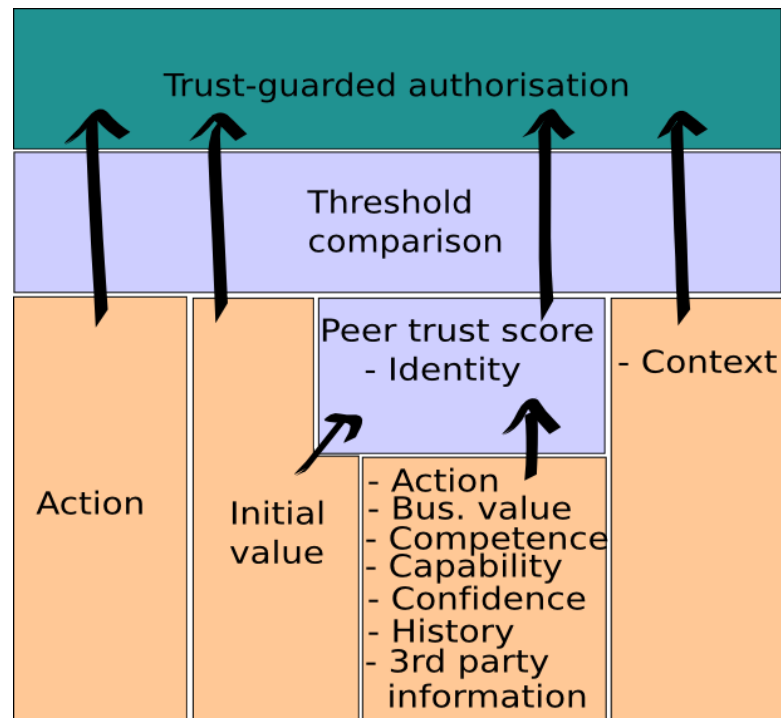 Trust-guarded authorisation
Threshold
comparison
Peer trust score
- Identity
- Context
Action
Initial
value
- Action
- Bus. value
- Competence
- Capability
- Confidence
- History
- 3rd party
information